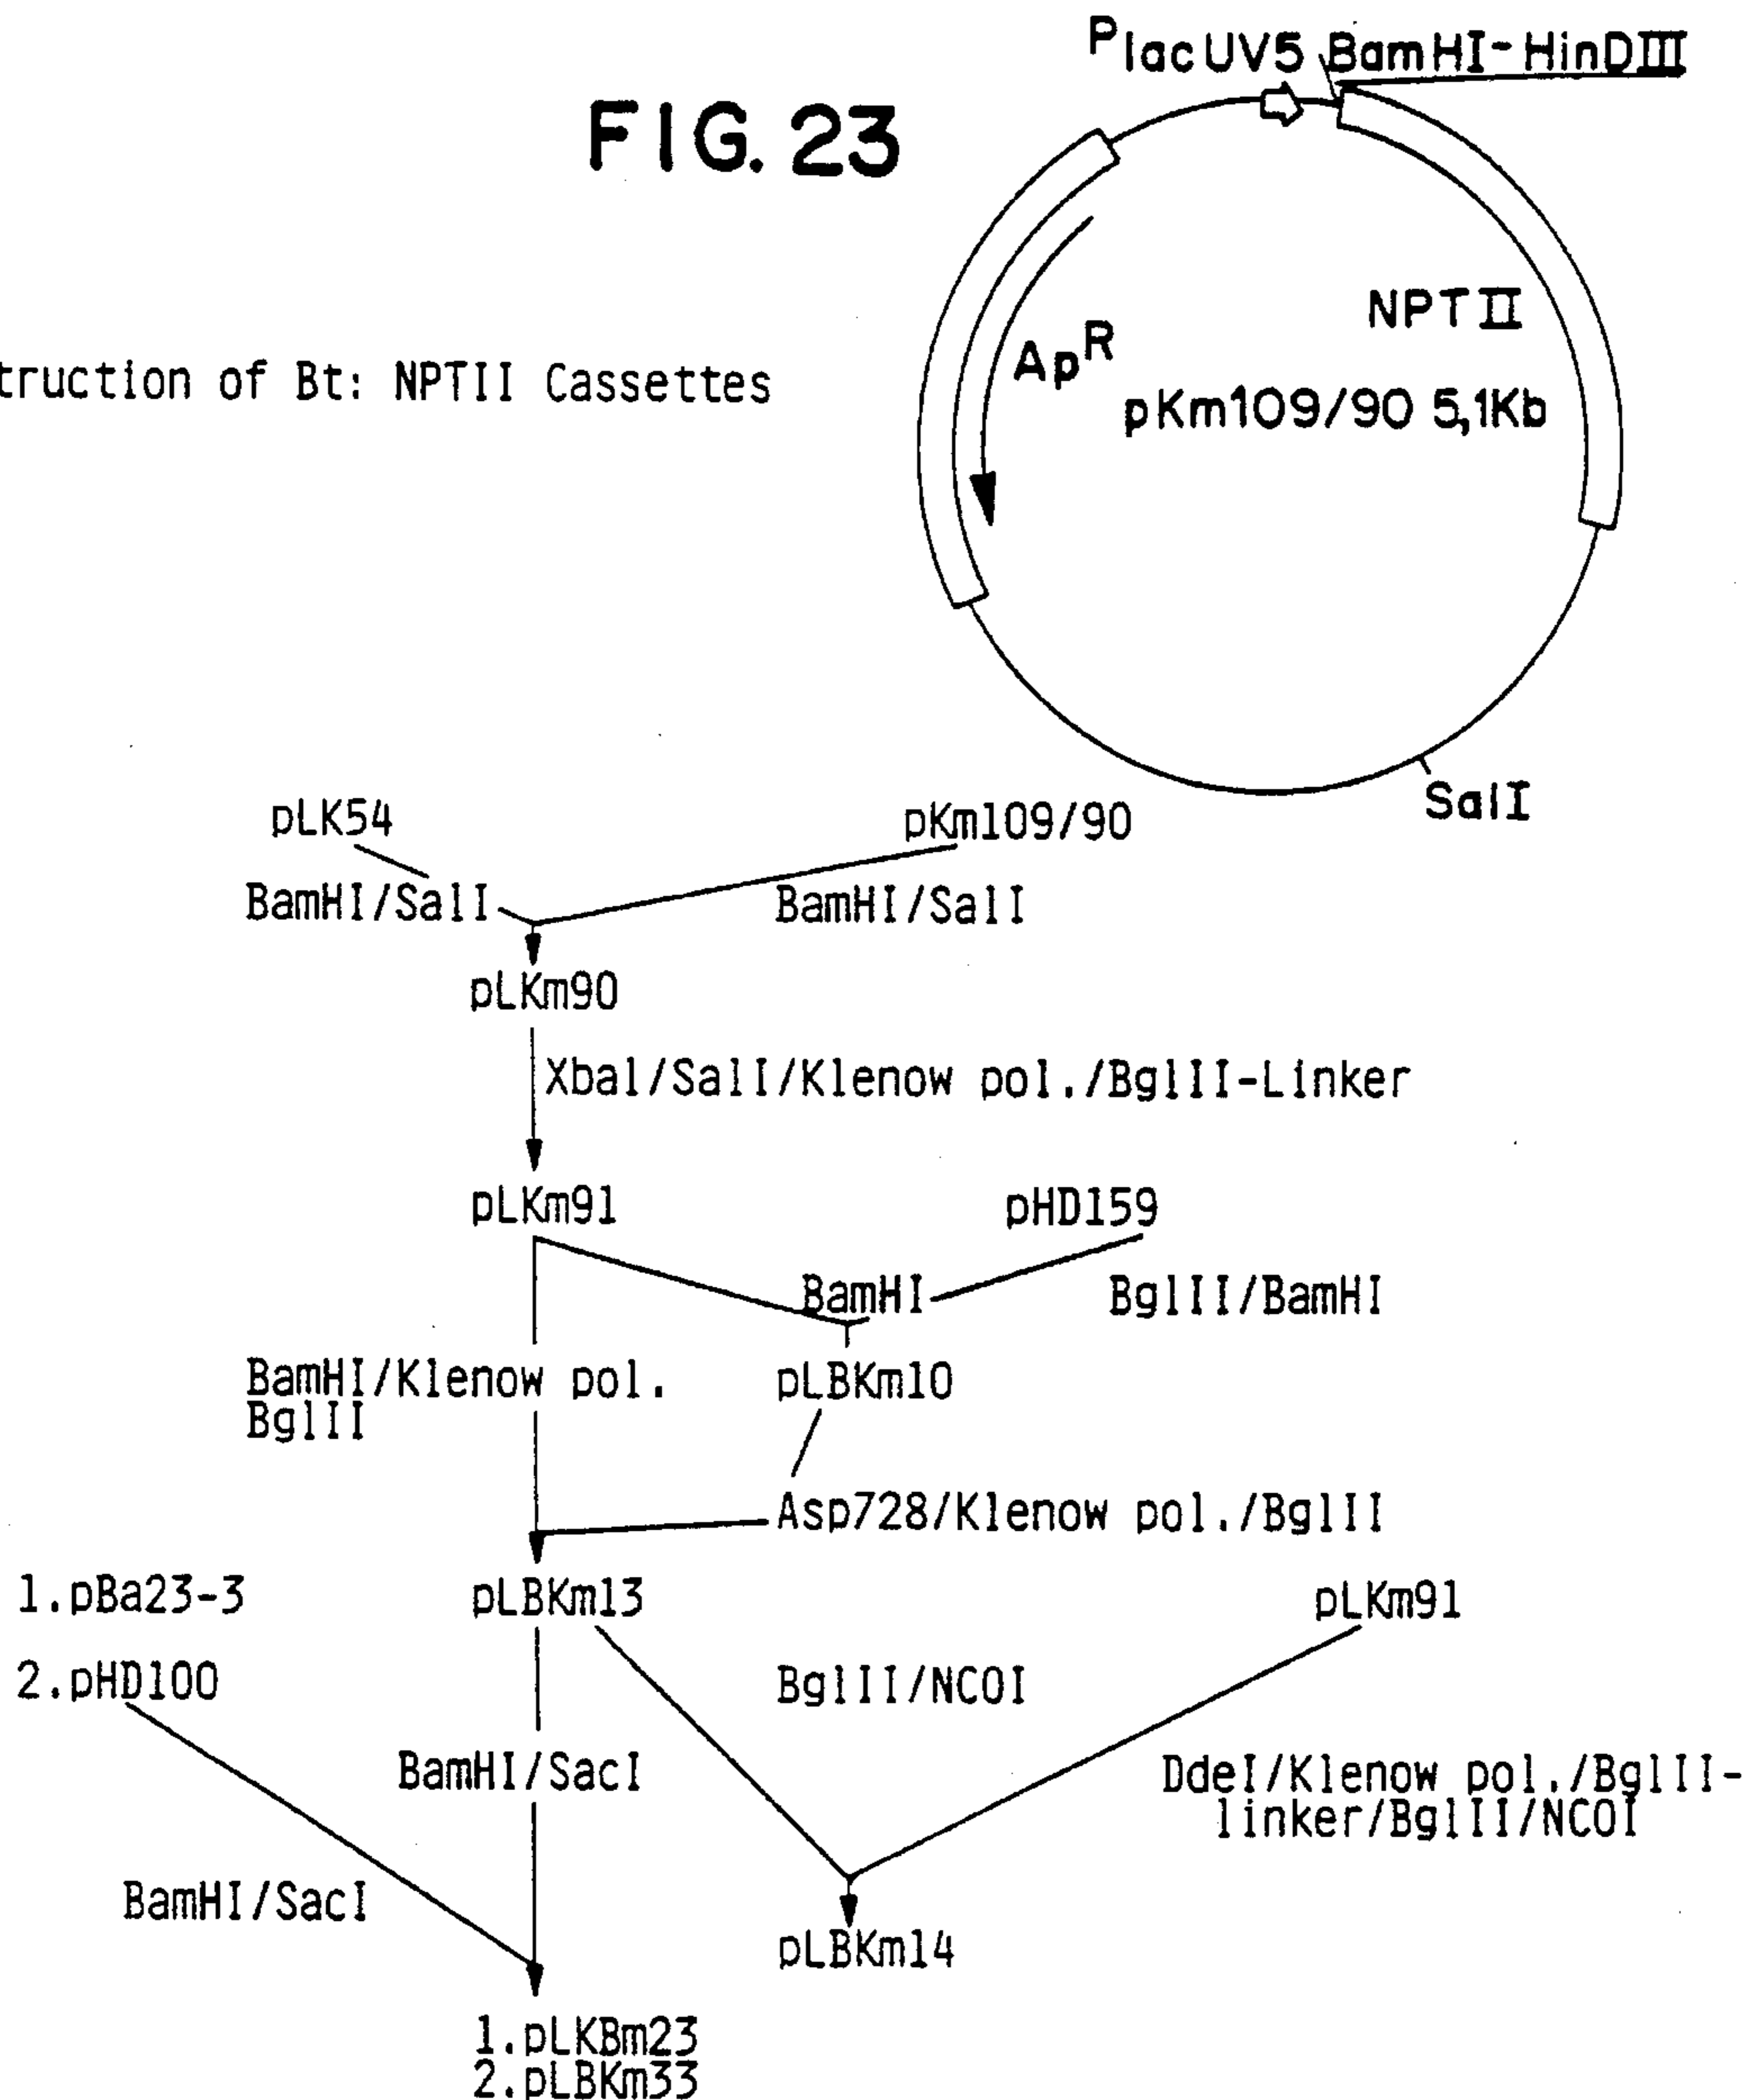 PlacUV5 BamHI-HinDIII
FIG. 23
NPTII
ApR
truction of Bt: NPTII Cassettes
pKm109/90 5,1Kb
SalI
pLK54
pKm109/90
BamHI/SalI
BamHI/SalI
pLKm90
Xbal/SalI/Klenow pol./BglII-Linker
pLKm91
pHD159
BamHI
BglII/BamHI
BamHI/Klenow pol.
BglII
pLBKm10
Asp728/Klenow pol./BglII
1.pBa23-3
pLBKm13
pLKm91
2.pHD100
BglII/NCOI
BamHI/SacI
DdeI/Klenow pol./BglII-
linker/BglII/NCOI
BamHI/SacI
pLBKm14
1.pLKBm23
2.pLBKm33